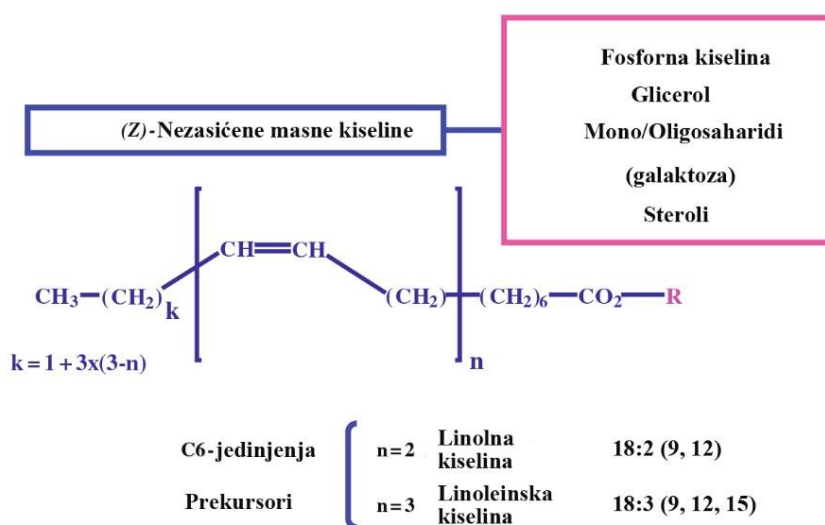 Fosforna kiselina
Glicerol
(Z)-Nezasićene masne kiseline
Mono/Oligosaharidi
(galaktoza)
Steroli
CH3—(CH2)k
CH=CH
(CH2)
n
(CH2)6—CO2—R
k = 1 + 3x(3-n)
C6-jedinjenja
n=2
Linolna
kiselina
18:2 (9, 12)
Prekursori
n=3
Linoleinska
kiselina
18:3 (9, 12, 15)